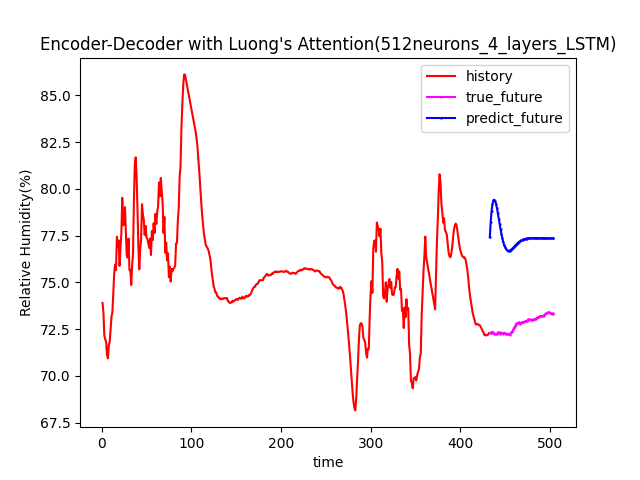 Encoder-Decoder with Luong's Attention(512neurons_4_layers_LSTM)
history
true_future
predict_future
Relative Humidity(%)
85.0
82.5
80.0
77.5
75.0
72.5
70.0
67.5
0 100 200 300 400 500
time